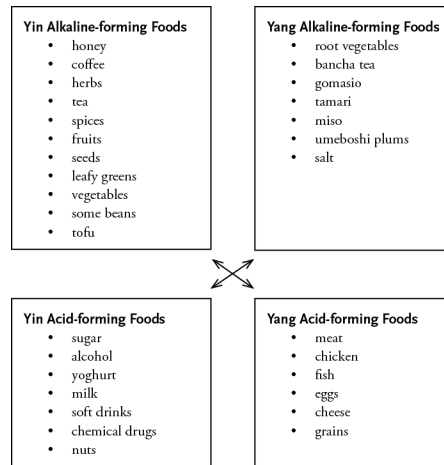 Yin Alkaline-forming Foods
• honey
• coffee
• herbs
• tea
• spices
• fruits
• seeds
• leafy greens
• vegetables
• some beans
• tofu
Yang Alkaline-forming Foods
• root vegetables
• bancha tea
• gomasio
• tamari
• miso
• umeboshi plums
• salt
Yin Acid-forming Foods
• sugar
• alcohol
• yoghurt
• milk
• soft drinks
• chemical drugs
• nuts
Yang Acid-forming Foods
• meat
• chicken
• fish
• eggs
• cheese
• grains